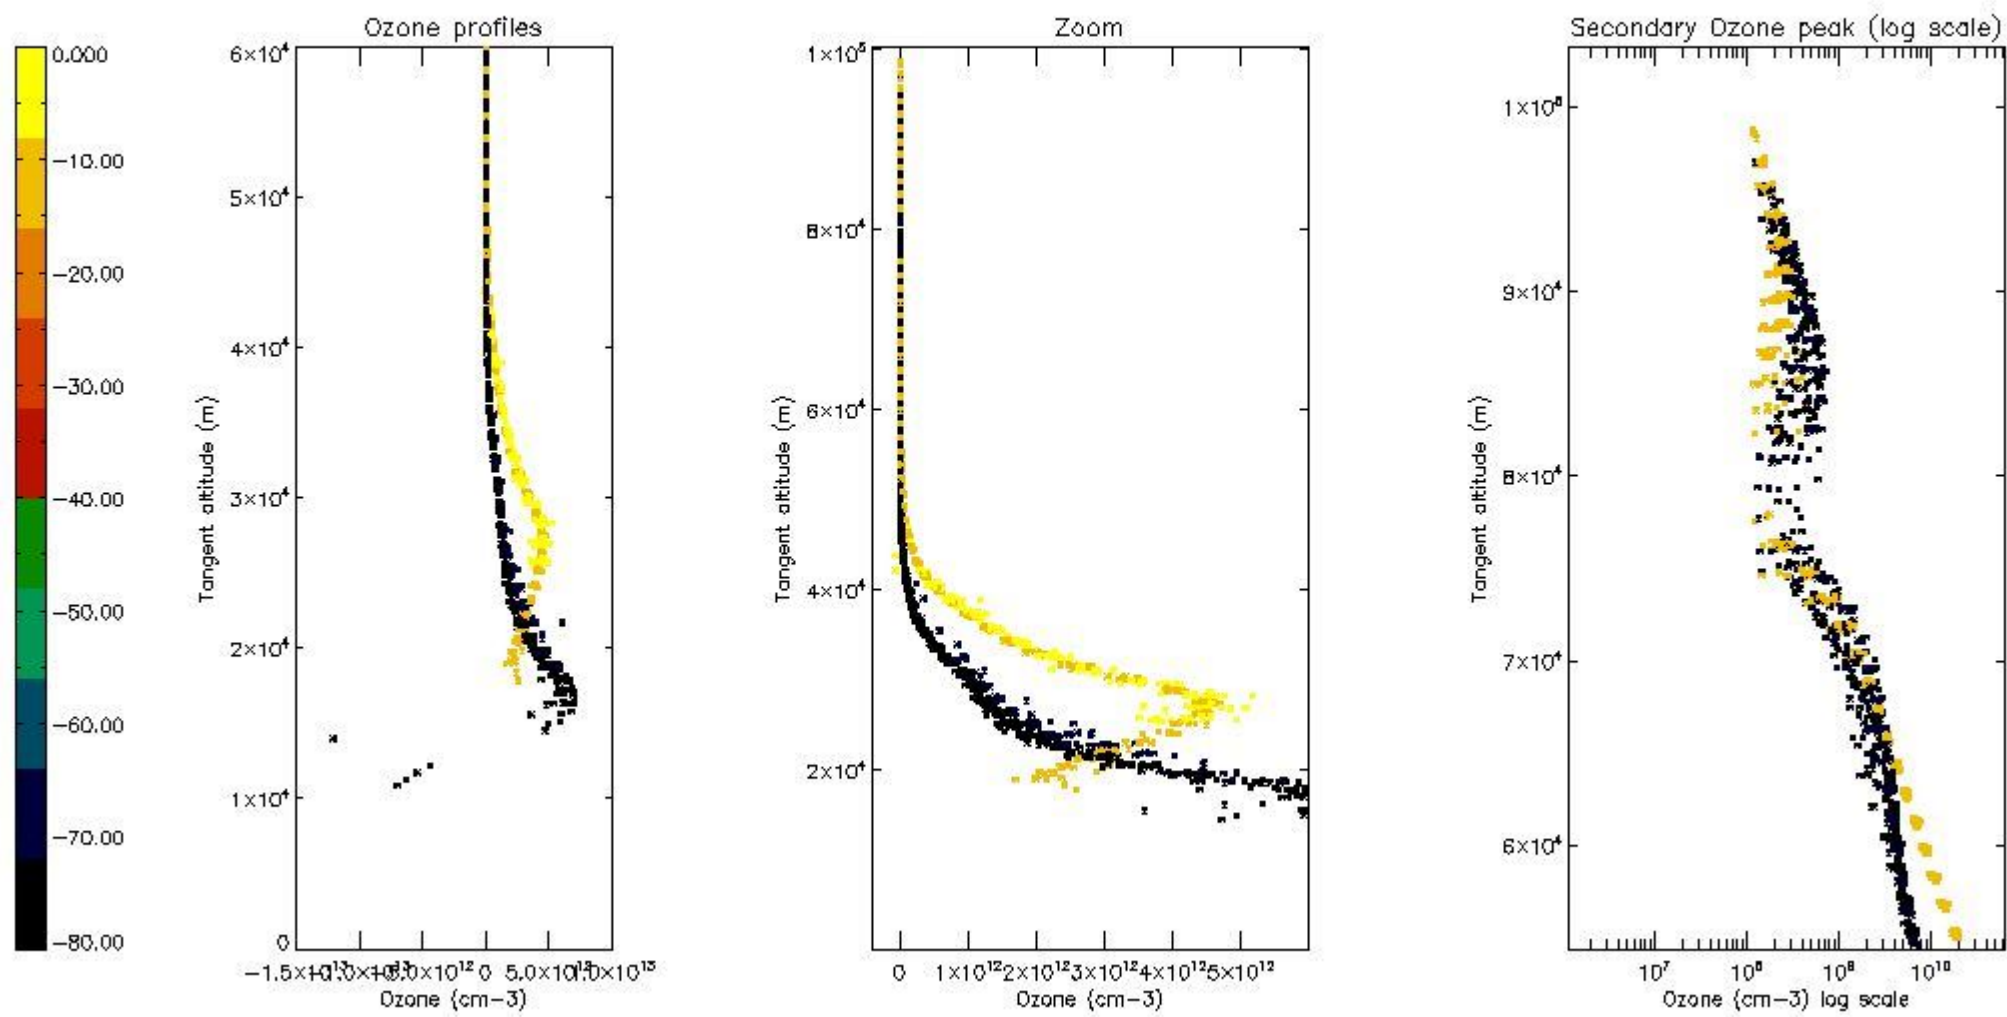 Ozone profiles
Zoom
Secondary Ozone peak (log scale)
0.000
-10.00
-20.00
-30.00
-40.00
-50.00
-60.00
-70.00
-80.00
6×10⁴
5×10⁴
4×10⁴
3×10⁴
2×10⁴
1×10⁴
0
Tangent altitude (m)
0
Ozone (cm-3)
1×10⁵
8×10⁴
6×10⁴
4×10⁴
2×10⁴
Tangent altitude (m)
0 1×10¹² 2×10¹² 3×10¹² 4×10¹² 5×10¹²
Ozone (cm-3)
9×10⁴
8×10⁴
7×10⁴
6×10⁴
Tangent altitude (m)
10⁷ 10⁸ 10⁹ 10¹⁰
Ozone (cm-3) log scale